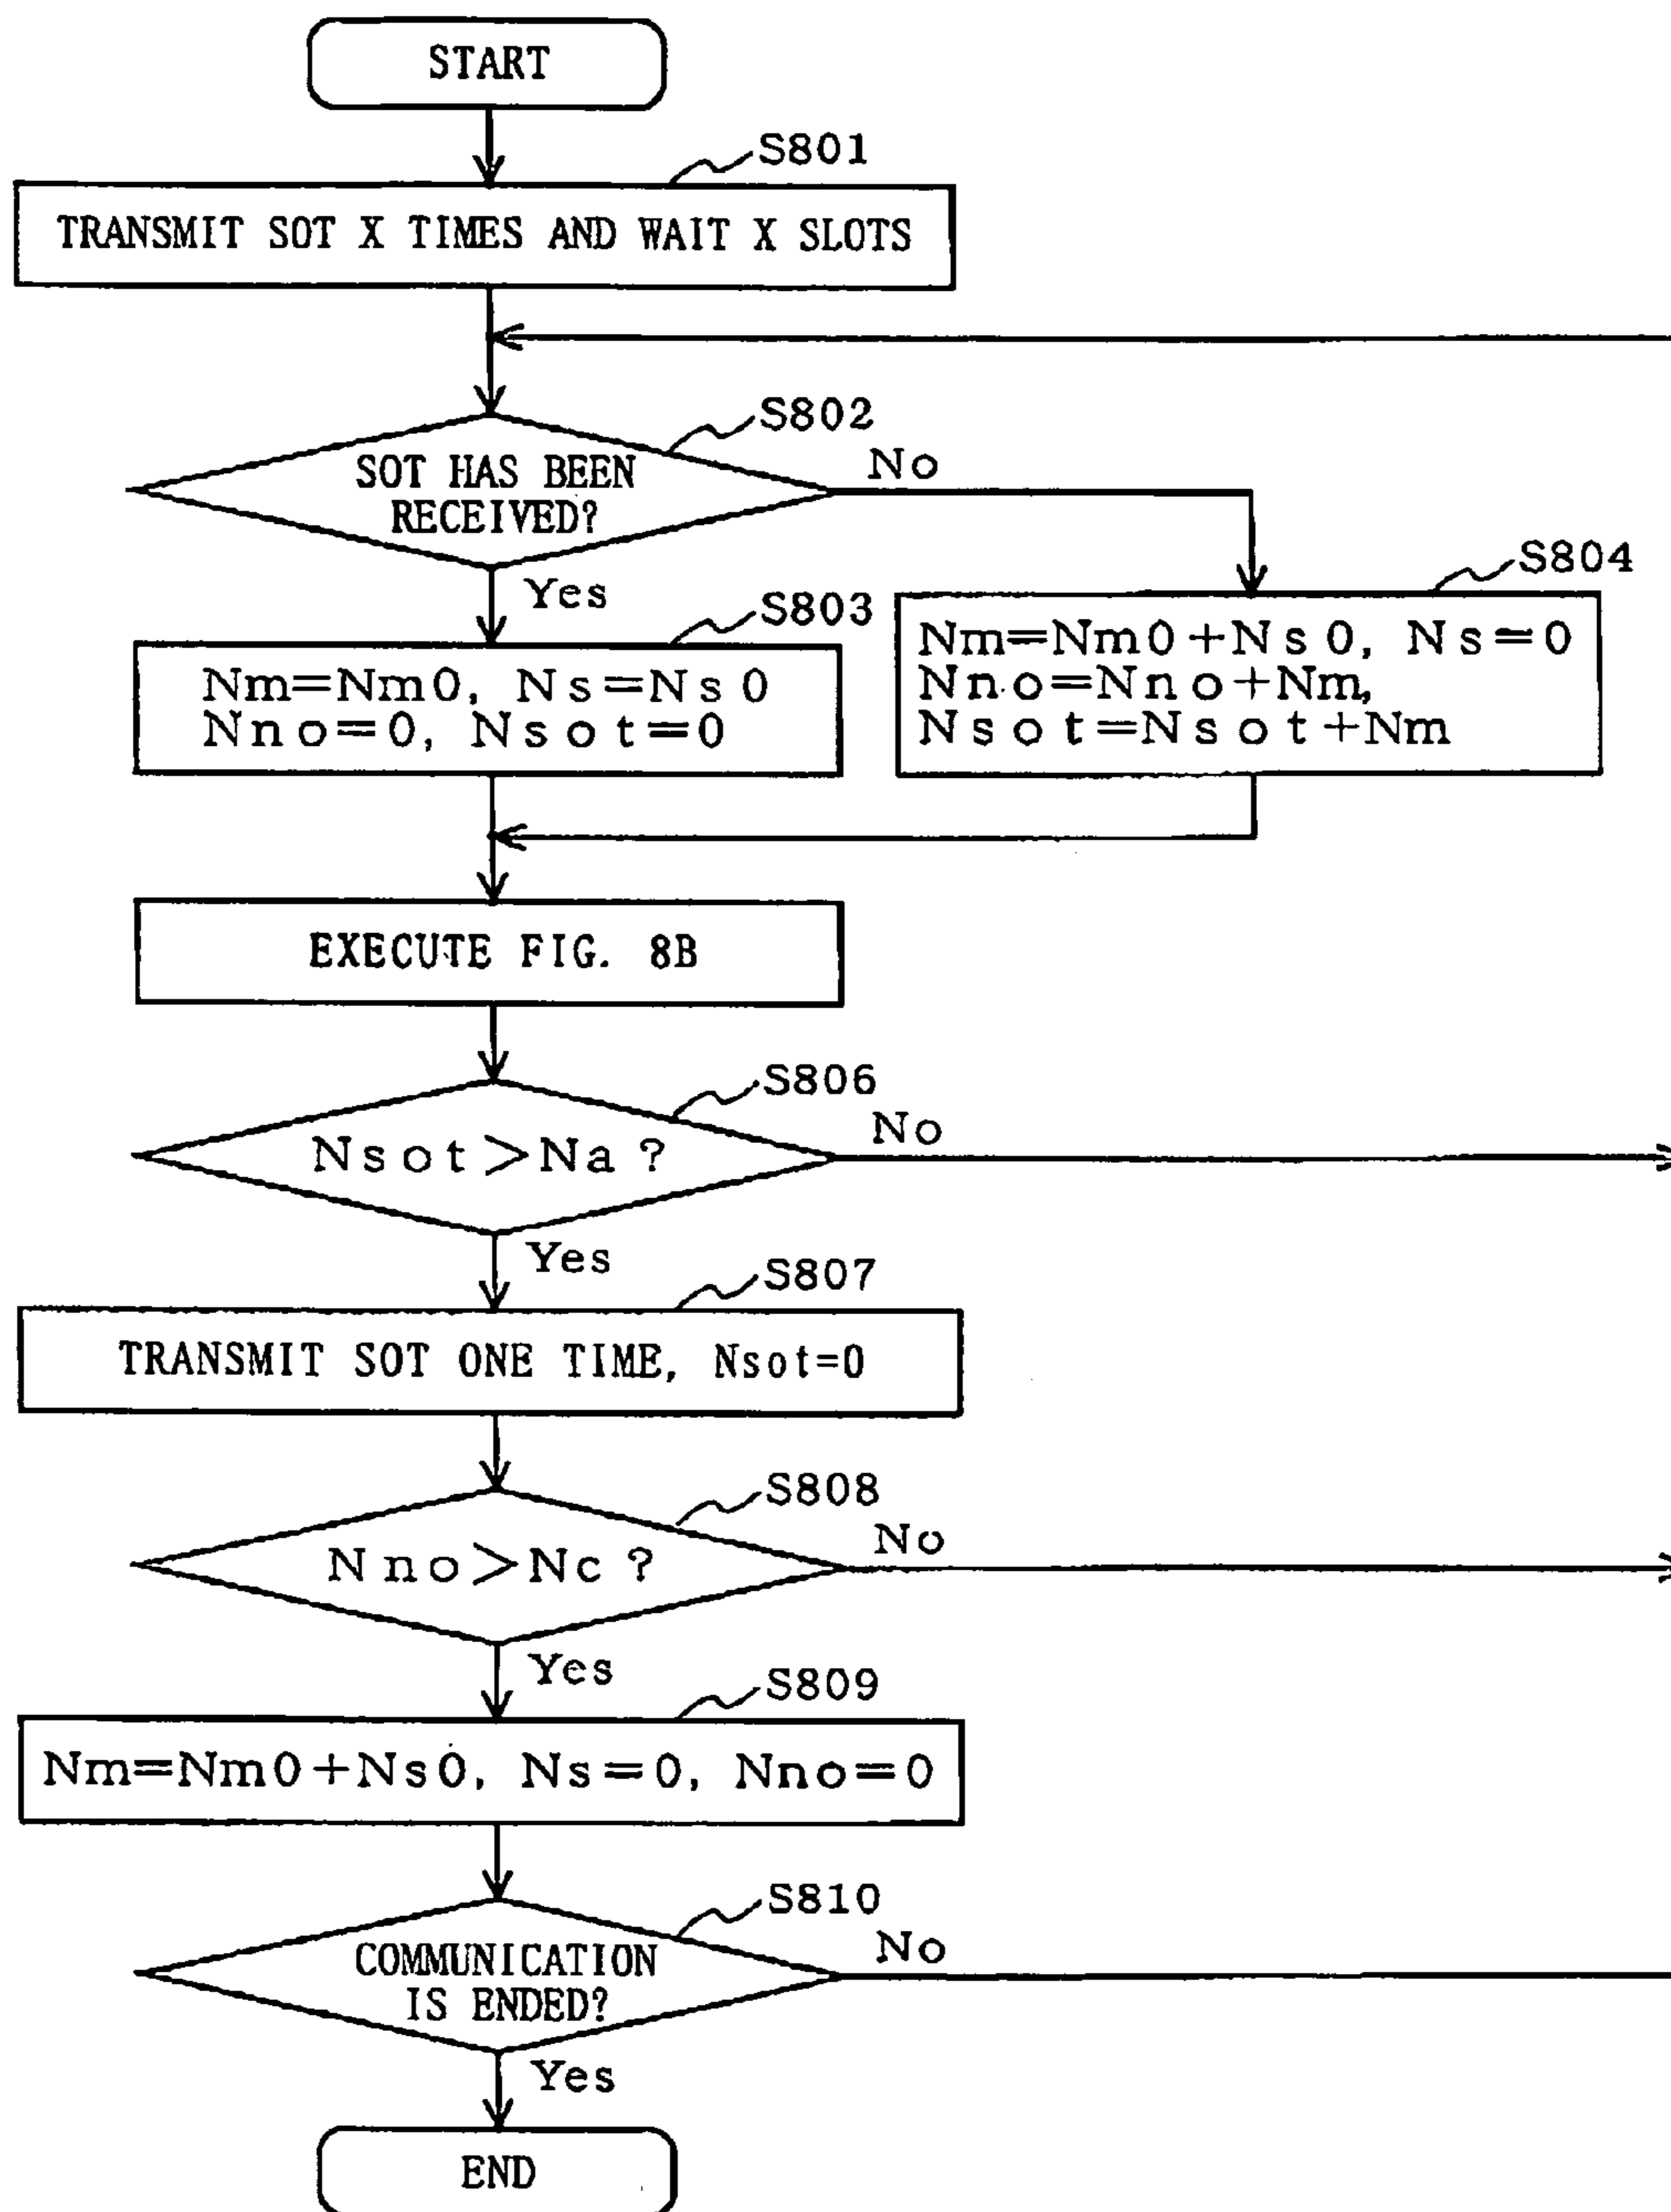 START
S801
TRANSMIT SOT X TIMES AND WAIT X SLOTS
S802
SOT HAS BEEN
RECEIVED?
No
Yes
S803
Nm=Nm0, Ns=Ns0
Nno=0, Nsot=0
S804
Nm=Nm0+Ns0, Ns=0
Nno=Nno+Nm,
Nsot=Nsot+Nm
EXECUTE FIG. 8B
S806
Nsot>Na?
No
Yes
S807
TRANSMIT SOT ONE TIME, Nsot=0
S808
Nno>Nc?
No
Yes
S809
Nm=Nm0+Ns0, Ns=0, Nno=0
S810
COMMUNICATION
IS ENDED?
No
Yes
END